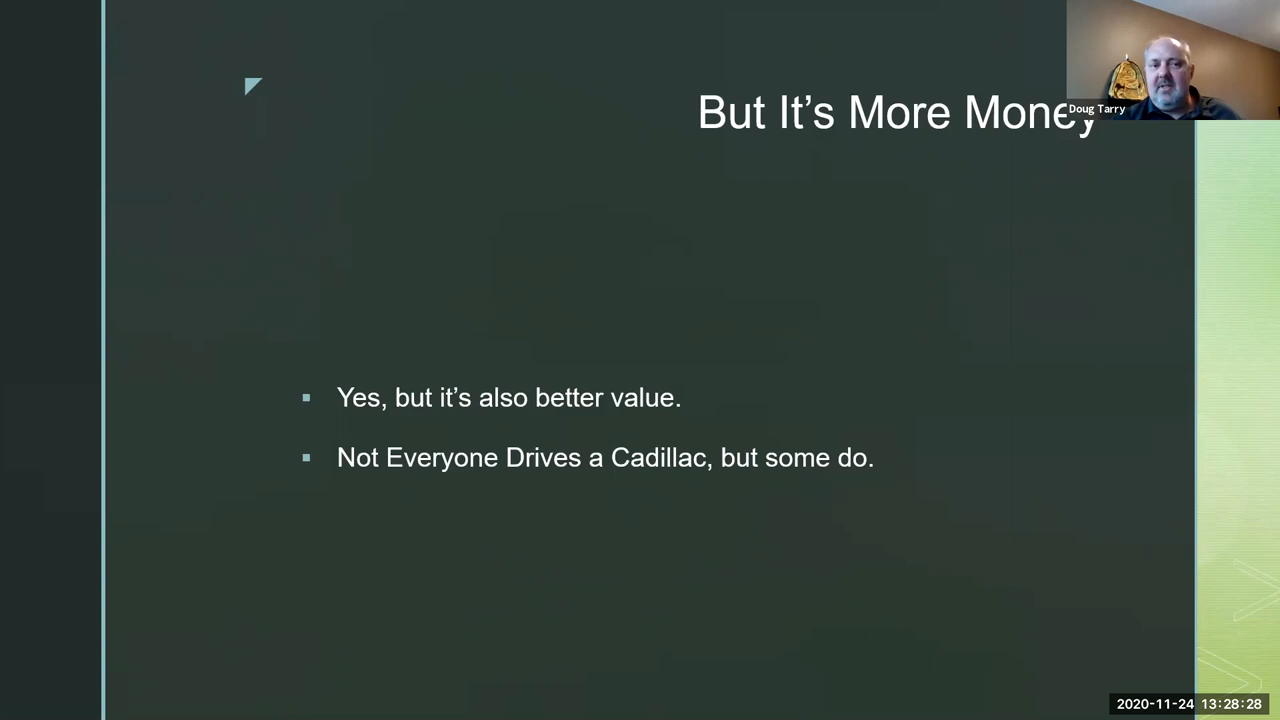 But It's More Money
Doug Tarry
Yes, but it's also better value.
Not Everyone Drives a Cadillac, but some do.
2020-11-24 13:28:28